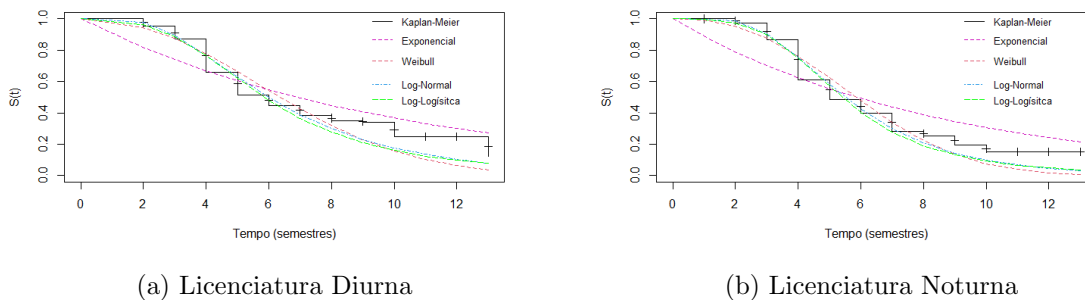 S(t)
1.0
0.8
0.6
0.4
0.2
0.0
Kaplan-Meier
Exponencial
Weibull
Log-Normal
Log-Logísitca
0 2 4 6 8 10 12
Tempo (semestres)
(a) Licenciatura Diurna
S(t)
1.0
0.8
0.6
0.4
0.2
0.0
Kaplan-Meier
Exponencial
Weibull
Log-Normal
Log-Logísitca
0 2 4 6 8 10 12
Tempo (semestres)
(b) Licenciatura Noturna